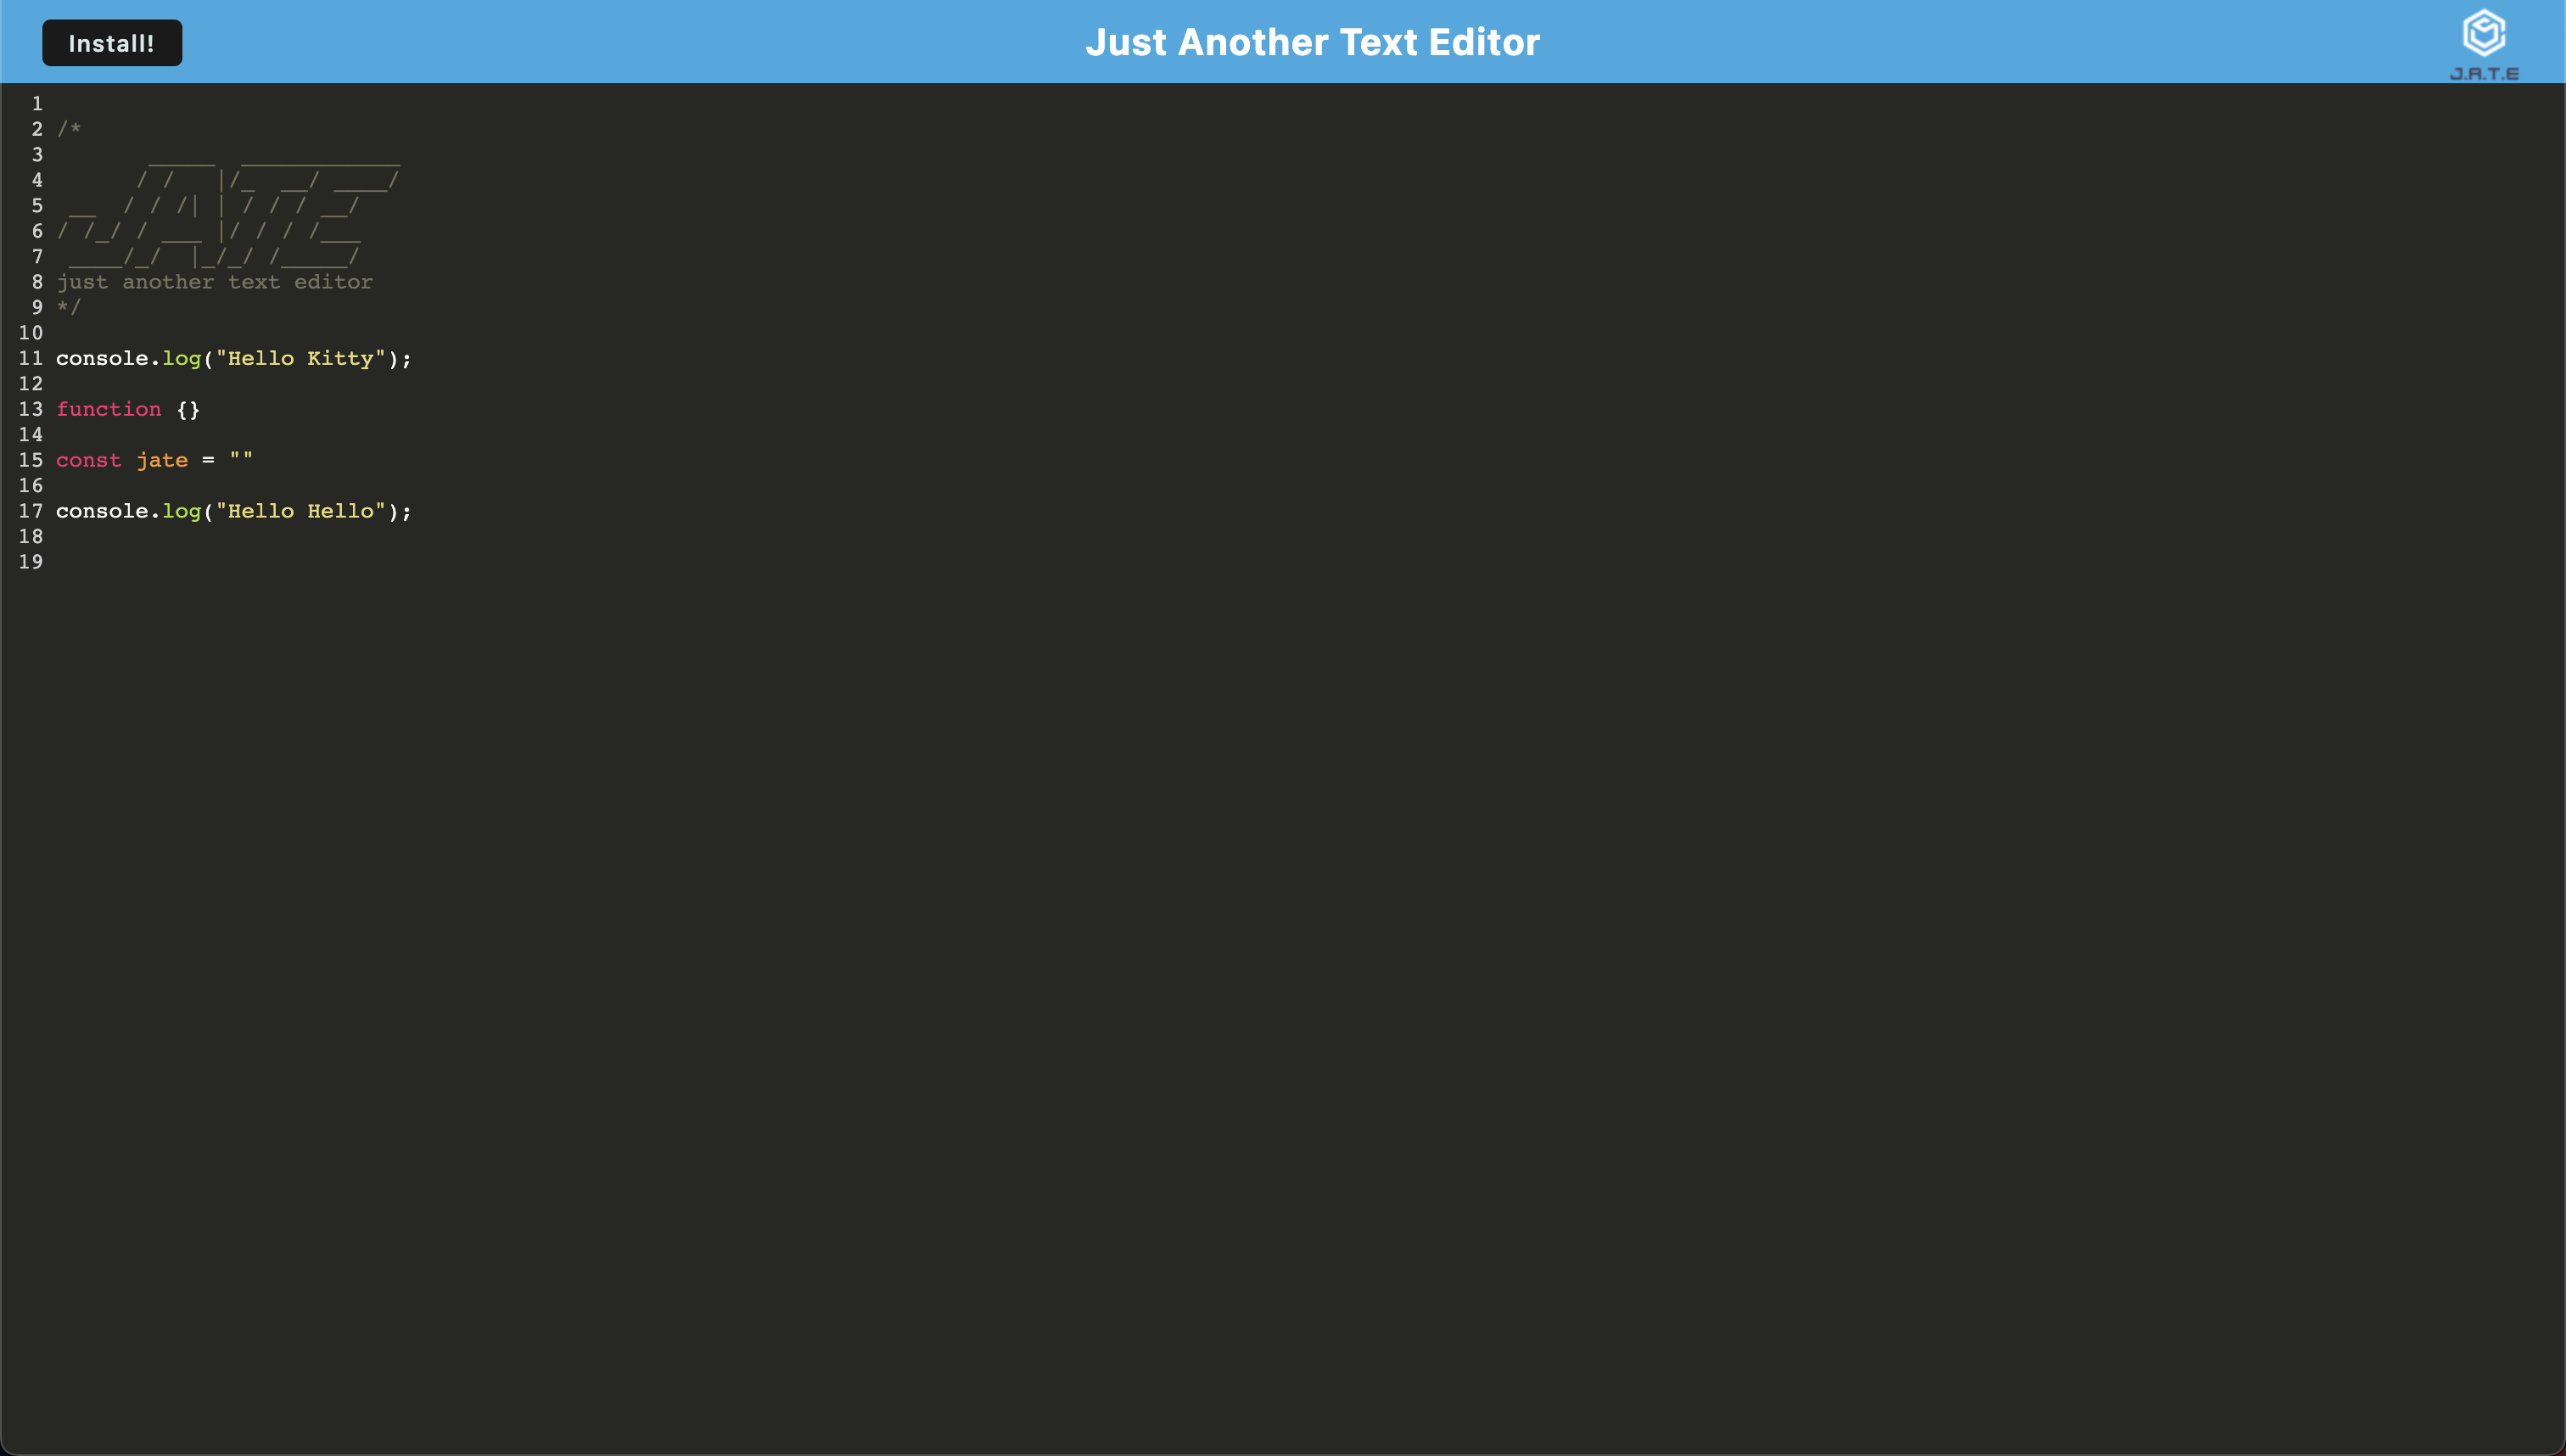 Install!
Just Another Text Editor
J.A.T.E
1
2 /*
3        ______  ____________
4       / /    |/_  __/ ____/
5  __  / / /| | / / / __/
6 / /_/ / ___ |/ / / /___
7  ____/_/  |_/_/ /_____/
8 just another text editor
9 */
10
11 console.log("Hello Kitty");
12
13 function {}
14
15 const jate = ""
16
17 console.log("Hello Hello");
18
19